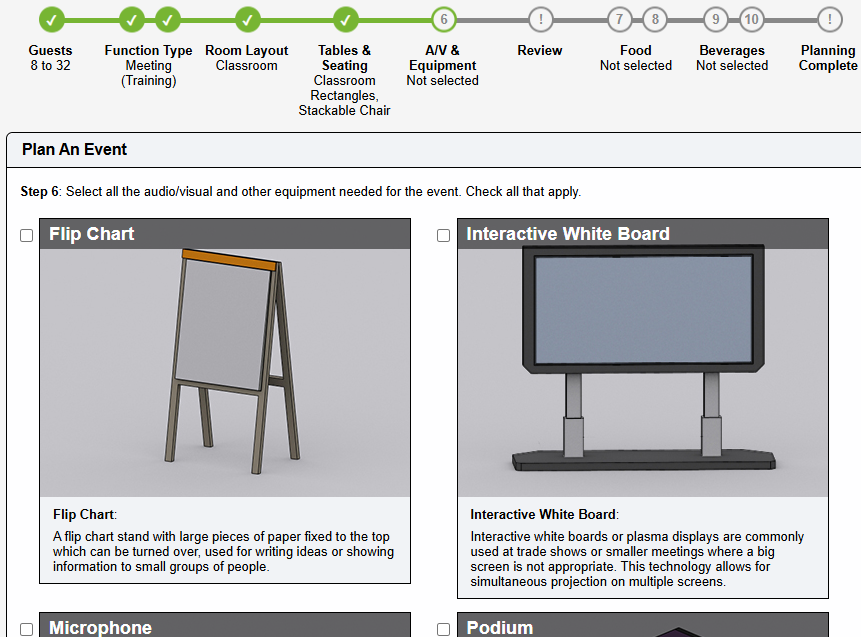 6 ! 7 8 9 10 !
Guests
8 to 32
Function Type
Meeting
(Training)
Room Layout
Classroom
Tables &
Seating
Classroom
Rectangles,
Stackable Chair
A/V &
Equipment
Not selected
Review
Food
Not selected
Beverages
Not selected
Planning
Complete
Plan An Event
Step 6: Select all the audio/visual and other equipment needed for the event. Check all that apply.
Flip Chart
Flip Chart:
A flip chart stand with large pieces of paper fixed to the top
which can be turned over, used for writing ideas or showing
information to small groups of people.
Interactive White Board
Interactive White Board:
Interactive white boards or plasma displays are commonly
used at trade shows or smaller meetings where a big
screen is not appropriate. This technology allows for
simultaneous projection on multiple screens.
Microphone
Podium